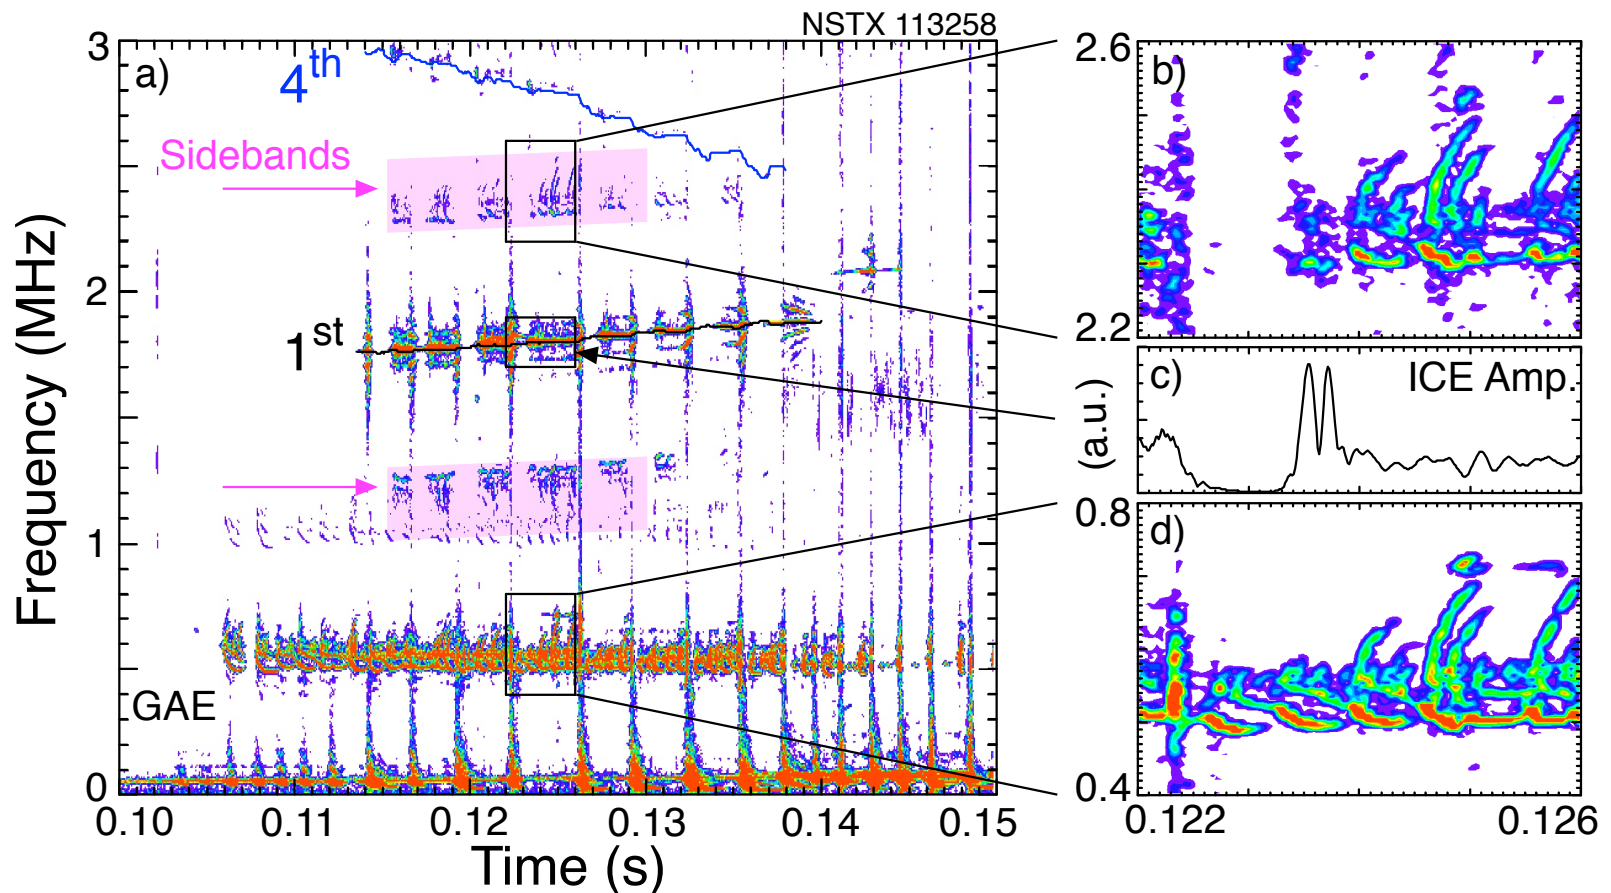 NSTX 113258
a)
4th
Sidebands
1st
GAE
3
2
1
0
Frequency (MHz)
0.10 0.11 0.12 0.13 0.14 0.15
Time (s)
2.6
b)
2.2
c)
ICE Amp.
(a.u.)
0.8
d)
0.4
0.122 0.126